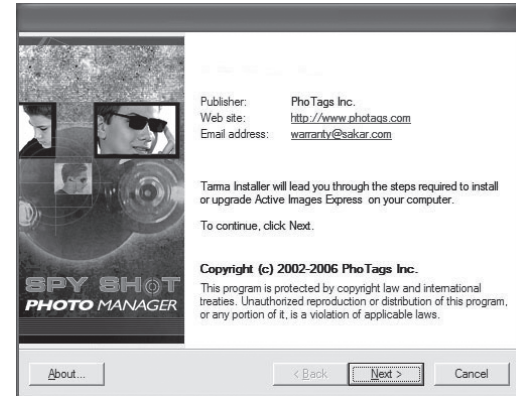 Publisher: PhoTags Inc.
Web site: http://www.photags.com
Email address: warranty@sakar.com
Tarma Installer will lead you through the steps required to install
or upgrade Active Images Express on your computer.
To continue, click Next.
Copyright (c) 2002-2006 PhoTags Inc.
This program is protected by copyright law and international
treaties. Unauthorized reproduction or distribution of this program,
or any portion of it, is a violation of applicable laws.
SPY SHOT
PHOTO MANAGER
About...
< Back
Next >
Cancel